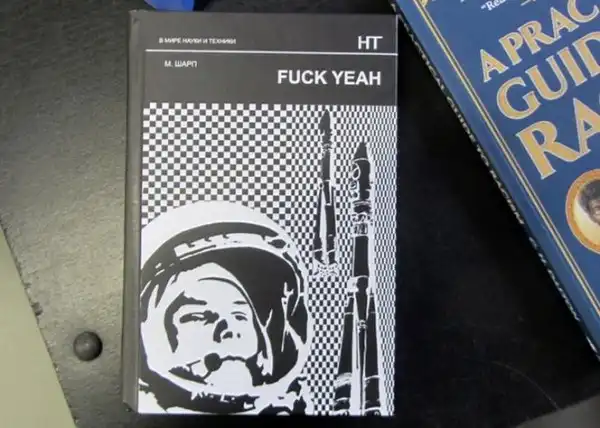 В МИРЕ НАУКИ И ТЕХНИКИ
НТ
М. ШАРП
FUCK YEAH
A PRAC
GUID
RA